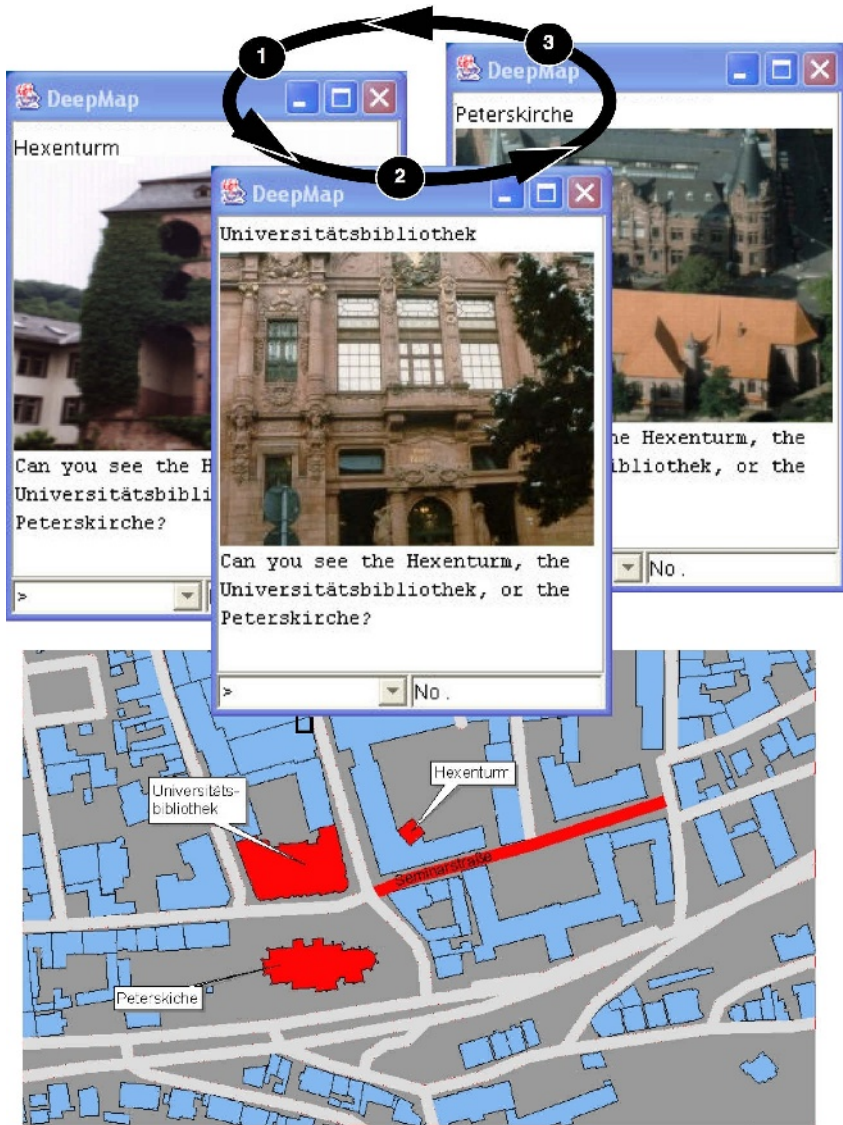 1
3
DeepMap
Hexenturm
Can you see the H
Universitätsbibli
Peterskirche?
>
2
DeepMap
Universitätsbibliothek
Can you see the Hexenturm, the
Universitätsbibliothek, or the
Peterskirche?
>
No .
DeepMap
Peterskirche
he Hexenturm, the
ibliothek, or the
No .
Hexenturm
Universitäts-
bibliothek
Seminarstraße
Peterskiche